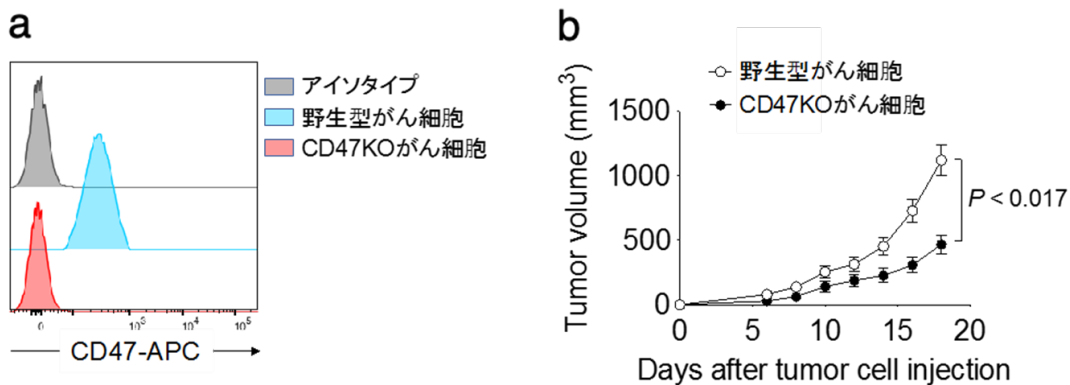 a
アイソタイプ
野生型がん細胞
CD47KOがん細胞
0
10³
10⁴
10⁵
CD47-APC
b
野生型がん細胞
CD47KOがん細胞
Tumor volume (mm³)
1500
1000
500
0
P < 0.017
0
5
10
15
20
Days after tumor cell injection